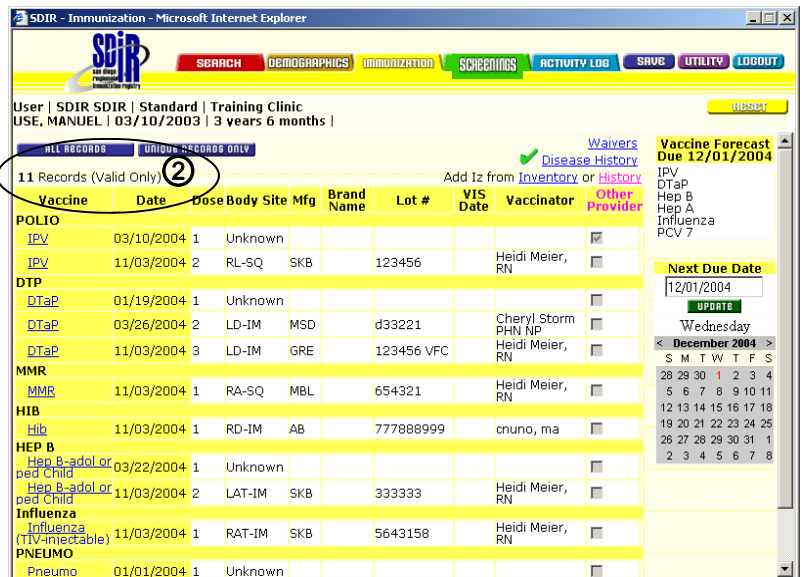 SDIR - Immunization - Microsoft Internet Explorer
SDIR
san diego
regional
immunization registry
SEARCH DEMOGRAPHICS IMMUNIZATION SCREENINGS ACTIVITY LOG SAVE UTILITY LOGOUT
User | SDIR SDIR | Standard | Training Clinic
USE, MANUEL | 03/10/2003 | 3 years 6 months |
RESET
ALL RECORDS UNIQUE RECORDS ONLY
2
Waivers
Disease History
11 Records (Valid Only)
Add Iz from Inventory or History
Vaccine Date Dose Body Site Mfg Brand Name Lot # VIS Date Vaccinator Other Provider
POLIO
IPV 03/10/2004 1 Unknown
IPV 11/03/2004 2 RL-SQ SKB 123456 Heidi Meier, RN
DTP
DTaP 01/19/2004 1 Unknown
DTaP 03/26/2004 2 LD-IM MSD d33221 Cheryl Storm PHN NP
DTaP 11/03/2004 3 LD-IM GRE 123456 VFC Heidi Meier, RN
MMR
MMR 11/03/2004 1 RA-SQ MBL 654321 Heidi Meier, RN
HIB
Hib 11/03/2004 1 RD-IM AB 777888999 cnuno, ma
HEP B
Hep B-adol or ped Child 03/22/2004 1 Unknown
Hep B-adol or ped Child 11/03/2004 2 LAT-IM SKB 333333 Heidi Meier, RN
Influenza
Influenza (TIV-injectable) 11/03/2004 1 RAT-IM SKB 5643158 Heidi Meier, RN
PNEUMO
Pneumo 01/01/2004 1 Unknown
Vaccine Forecast
Due 12/01/2004
IPV
DTaP
Hep B
Hep A
Influenza
PCV 7
Next Due Date
12/01/2004
UPDATE
Wednesday
< December 2004 >
S M T W T F S
28 29 30 1 2 3 4
5 6 7 8 9 10 11
12 13 14 15 16 17 18
19 20 21 22 23 24 25
26 27 28 29 30 31 1
2 3 4 5 6 7 8